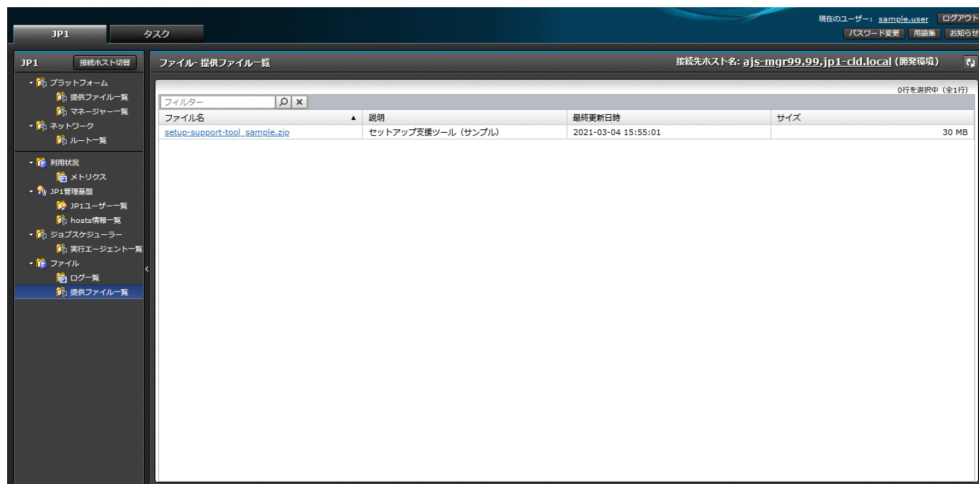 現在のユーザー: sample.user ログアウト
JP1 タスク パスワード変更 用語集 お知らせ
JP1 接続ホスト切替 ファイル- 提供ファイル一覧 接続先ホスト名: ajs-mgr99.99.jp1-cld.local (開発環境)
プラットフォーム
提供ファイル一覧
マネージャー一覧
ネットワーク
ルート一覧
利用状況
メトリクス
JP1管理基盤
JP1ユーザー一覧
hosts情報一覧
ジョブスケジューラー
実行エージェント一覧
ファイル
ログ一覧
提供ファイル一覧
0行を選択中 (全1行)
フィルター
ファイル名 ▲ 説明 最終更新日時 サイズ
setup-support-tool_sample.zip セットアップ支援ツール (サンプル) 2021-03-04 15:55:01 30 MB